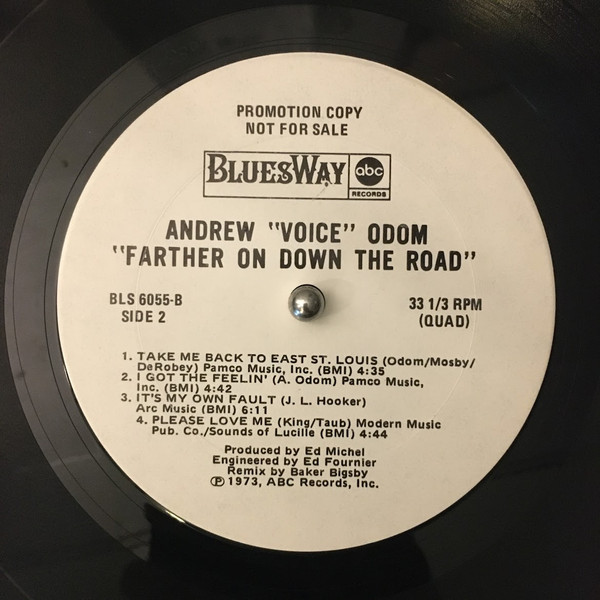 PROMOTION COPY
NOT FOR SALE
BLUESWAY abc RECORDS
ANDREW "VOICE" ODOM
"FARTHER ON DOWN THE ROAD"
BLS 6055-B 33 1/3 RPM
SIDE 2 (QUAD)
1. TAKE ME BACK TO EAST ST. LOUIS (Odom/Mosby/
DeRobey) Pamco Music, Inc. (BMI) 4:35
2. I GOT THE FEELIN' (A. Odom) Pamco Music,
Inc. (BMI) 4:42
3. IT'S MY OWN FAULT (J. L. Hooker)
Arc Music (BMI) 6:11
4. PLEASE LOVE ME (King/Taub) Modern Music
Pub. Co./Sounds of Lucille (BMI) 4:44
Produced by Ed Michel
Engineered by Ed Fournier
Remix by Baker Bigsby
℗ 1973, ABC Records, Inc.